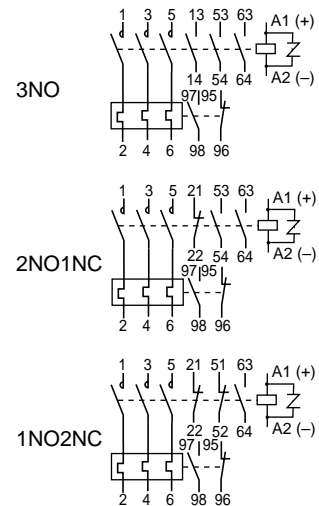 1 3 5 13 53 63 A1 (+)
3NO
14 54 64 A2 (–)
97 95
2 4 6 98 96
1 3 5 21 53 63 A1 (+)
2NO1NC
22 54 64 A2 (–)
97 95
2 4 6 98 96
1 3 5 21 51 63 A1 (+)
1NO2NC
22 52 64 A2 (–)
97 95
2 4 6 98 96